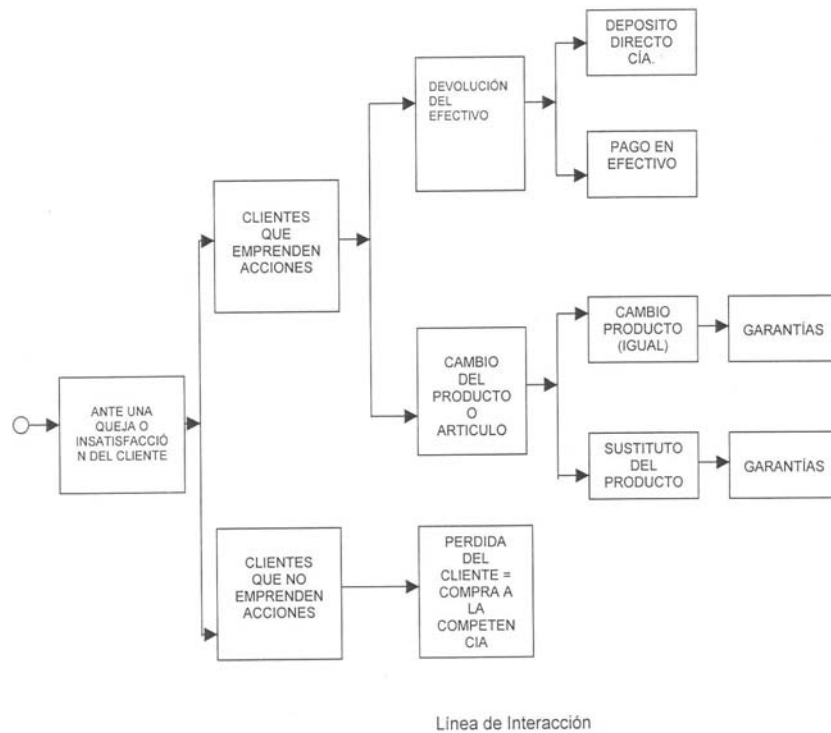 DEPOSITO
DIRECTO
CÍA.
DEVOLUCIÓN
DEL
EFECTIVO
PAGO EN
EFECTIVO
CLIENTES
QUE
EMPRENDEN
ACCIONES
CAMBIO
PRODUCTO
(IGUAL)
GARANTÍAS
CAMBIO
DEL
PRODUCTO
O
ARTICULO
ANTE UNA
QUEJA O
INSATISFACCIÓ
N DEL CLIENTE
SUSTITUTO
DEL
PRODUCTO
GARANTÍAS
CLIENTES
QUE NO
EMPRENDEN
ACCIONES
PERDIDA
DEL
CLIENTE =
COMPRA A
LA
COMPETEN
CIA
Línea de Interacción